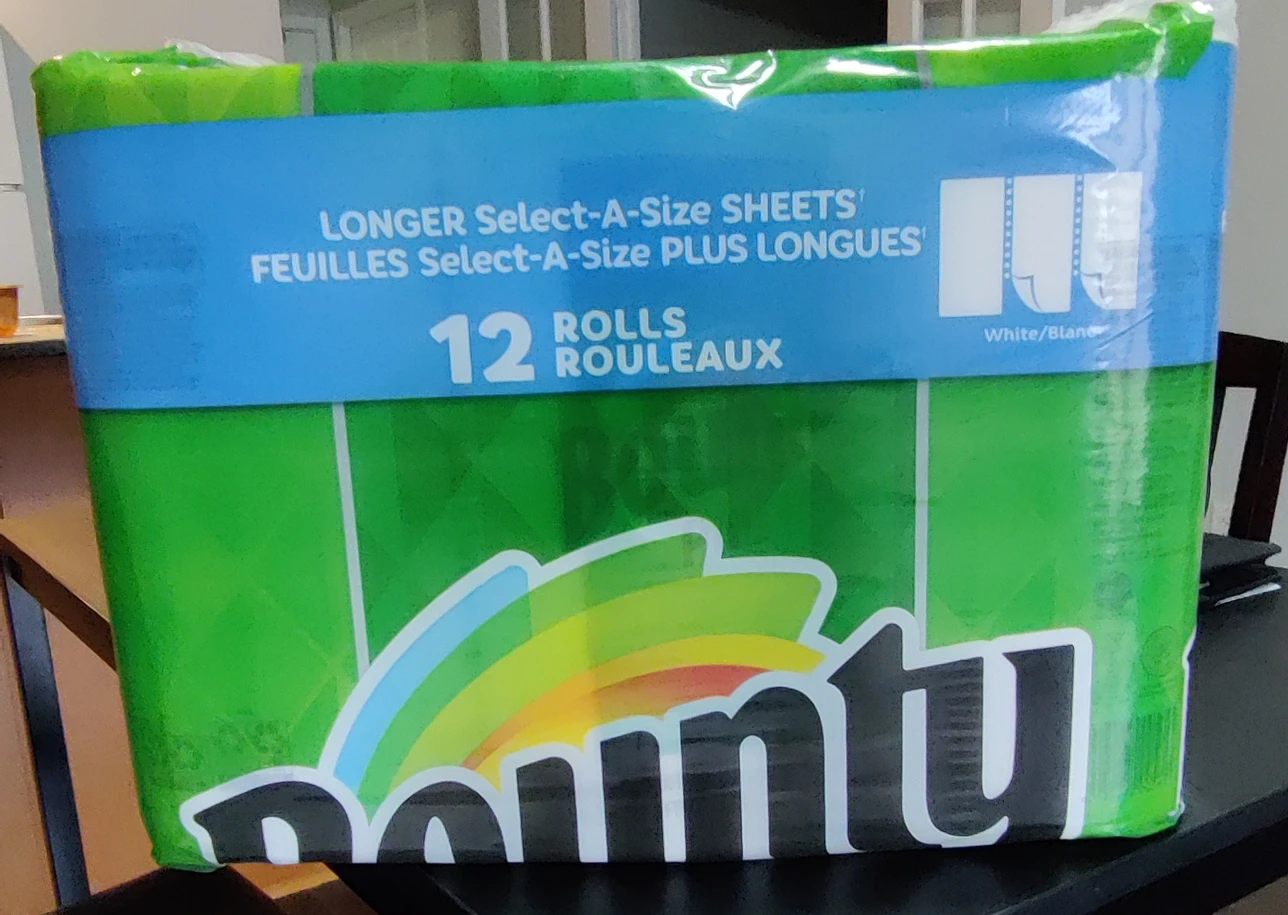 LONGER Select-A-Size SHEETS†
FEUILLES Select-A-Size PLUS LONGUES†
12 ROLLS
ROULEAUX
White/Blanc
Bounty